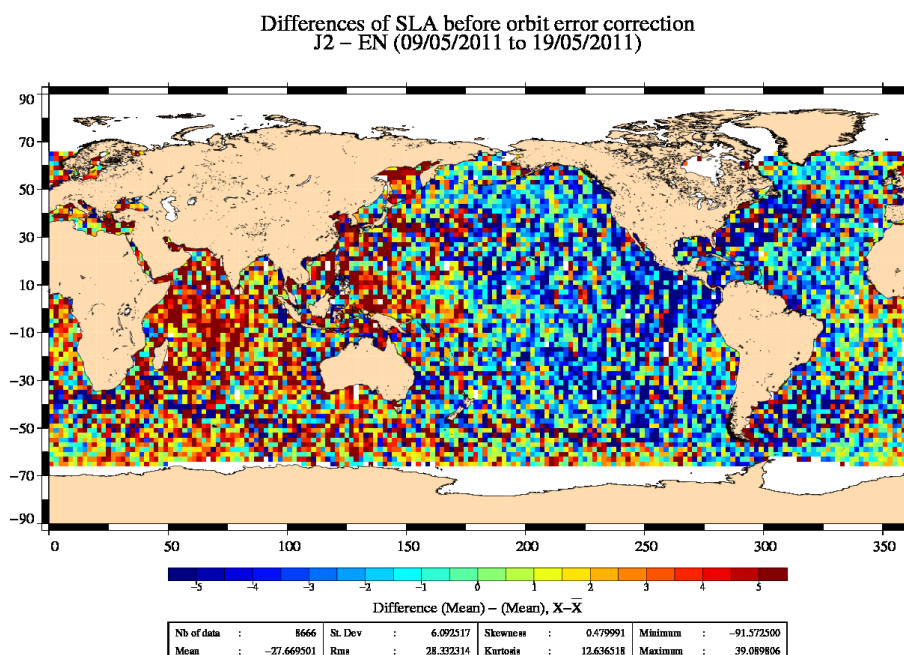 Differences of SLA before orbit error correction
J2 – EN (09/05/2011 to 19/05/2011)
90
70
50
30
10
−10
−30
−50
−70
−90
0 50 100 150 200 250 300 350
−5 −4 −3 −2 −1 0 1 2 3 4 5
Difference (Mean) – (Mean), X–X̅
Nb of data : 8666 St. Dev : 6.092517 Skewness : 0.479991 Minimum : −91.572500
Mean : −27.669501 Rms : 28.332314 Kurtosis : 12.636518 Maximum : 39.089806